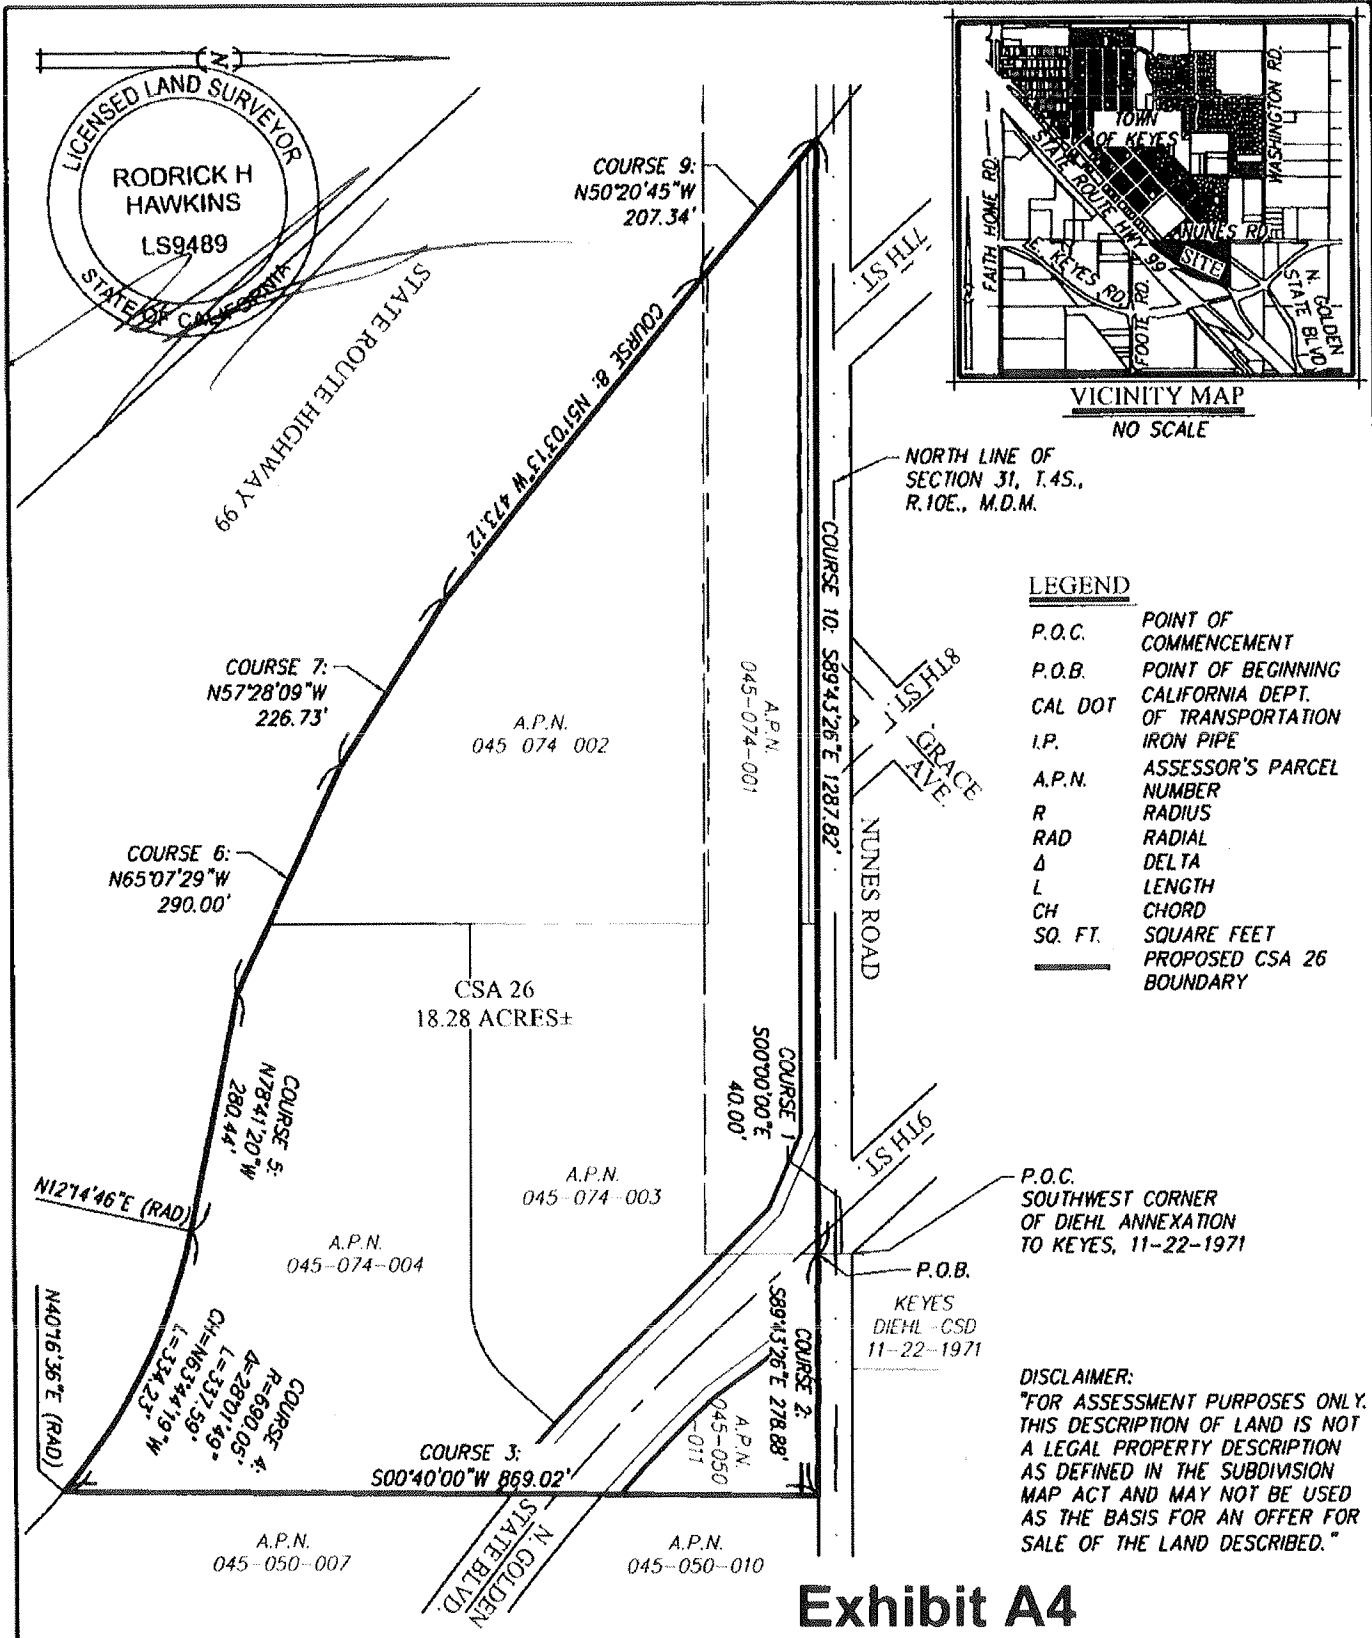 N
LICENSED LAND SURVEYOR
RODRICK H
HAWKINS
LS9489
STATE OF CALIFORNIA
STATE ROUTE HIGHWAY 99
COURSE 9:
N50°20'45"W
207.34'
COURSE 8: N51°03'13"W 473.12'
7TH ST.
TOWN
OF KEYES
WASHINGTON RD.
STATE ROUTE HWY 99
FAITH HOME RD.
NUNES RD.
E. KEYES RD.
SITE
FOOTE RD.
N. GOLDEN
STATE BLVD.
VICINITY MAP
NO SCALE
NORTH LINE OF
SECTION 31, T.4S.,
R.10E., M.D.M.
COURSE 10: S89°43'26"E 1287.82'
LEGEND
P.O.C. POINT OF
COMMENCEMENT
P.O.B. POINT OF BEGINNING
CAL DOT CALIFORNIA DEPT.
OF TRANSPORTATION
I.P. IRON PIPE
A.P.N. ASSESSOR'S PARCEL
NUMBER
R RADIUS
RAD RADIAL
Δ DELTA
L LENGTH
CH CHORD
SQ. FT. SQUARE FEET
PROPOSED CSA 26
BOUNDARY
COURSE 7:
N57°28'09"W
226.73'
A.P.N.
045 074 002
A.P.N.
045-074-001
8TH ST.
GRACE
AVE.
NUNES ROAD
COURSE 6:
N65°07'29"W
290.00'
CSA 26
18.28 ACRES±
COURSE 1
S00°00'00"E
40.00'
COURSE 5:
N78°41'20"W
280.44'
N12°14'46"E (RAD)
A.P.N.
045-074-003
A.P.N.
045-074-004
9TH ST.
P.O.C.
SOUTHWEST CORNER
OF DIEHL ANNEXATION
TO KEYES, 11-22-1971
P.O.B.
KEYES
DIEHL-CSD
11-22-1971
COURSE 2:
S89°43'26"E 278.88'
N40°16'36"E (RAD)
COURSE 4:
R=690.05'
Δ=28°01'49"
L=337.59'
CH=N63°44'19"W
L=334.23'
COURSE 3:
S00°40'00"W 869.02'
A.P.N.
045-050
-011
A.P.N.
045-050-007
N. GOLDEN
STATE BLVD.
A.P.N.
045-050-010
DISCLAIMER:
"FOR ASSESSMENT PURPOSES ONLY.
THIS DESCRIPTION OF LAND IS NOT
A LEGAL PROPERTY DESCRIPTION
AS DEFINED IN THE SUBDIVISION
MAP ACT AND MAY NOT BE USED
AS THE BASIS FOR AN OFFER FOR
SALE OF THE LAND DESCRIBED."
Exhibit A4